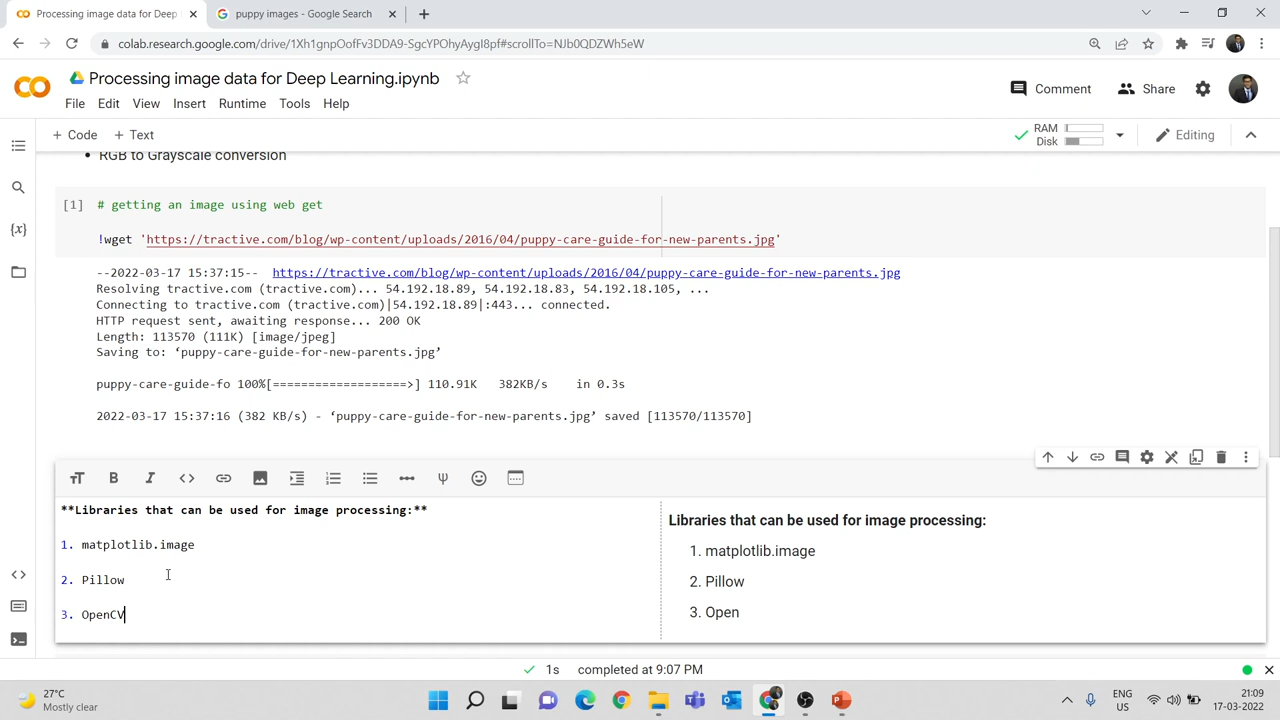 Processing image data for Deep
puppy images - Google Search
colab.research.google.com/drive/1Xh1gnpOofFv3DDA9-SgcYPOhyAygI8pf#scrollTo=NJb0QDZWh5eW
Processing image data for Deep Learning.ipynb
Comment
Share
File Edit View Insert Runtime Tools Help
+ Code + Text
RAM
Disk
Editing
• RGB to Grayscale conversion
[1] # getting an image using web get
!wget 'https://tractive.com/blog/wp-content/uploads/2016/04/puppy-care-guide-for-new-parents.jpg'
--2022-03-17 15:37:15-- https://tractive.com/blog/wp-content/uploads/2016/04/puppy-care-guide-for-new-parents.jpg
Resolving tractive.com (tractive.com)... 54.192.18.89, 54.192.18.83, 54.192.18.105, ...
Connecting to tractive.com (tractive.com)|54.192.18.89|:443... connected.
HTTP request sent, awaiting response... 200 OK
Length: 113570 (111K) [image/jpeg]
Saving to: ‘puppy-care-guide-for-new-parents.jpg’
puppy-care-guide-fo 100%[===================>] 110.91K 382KB/s in 0.3s
2022-03-17 15:37:16 (382 KB/s) - ‘puppy-care-guide-for-new-parents.jpg’ saved [113570/113570]
**Libraries that can be used for image processing:**
1. matplotlib.image
2. Pillow
3. OpenCV
Libraries that can be used for image processing:
1. matplotlib.image
2. Pillow
3. Open
1s completed at 9:07 PM
27°C
Mostly clear
ENG
US
21:09
17-03-2022